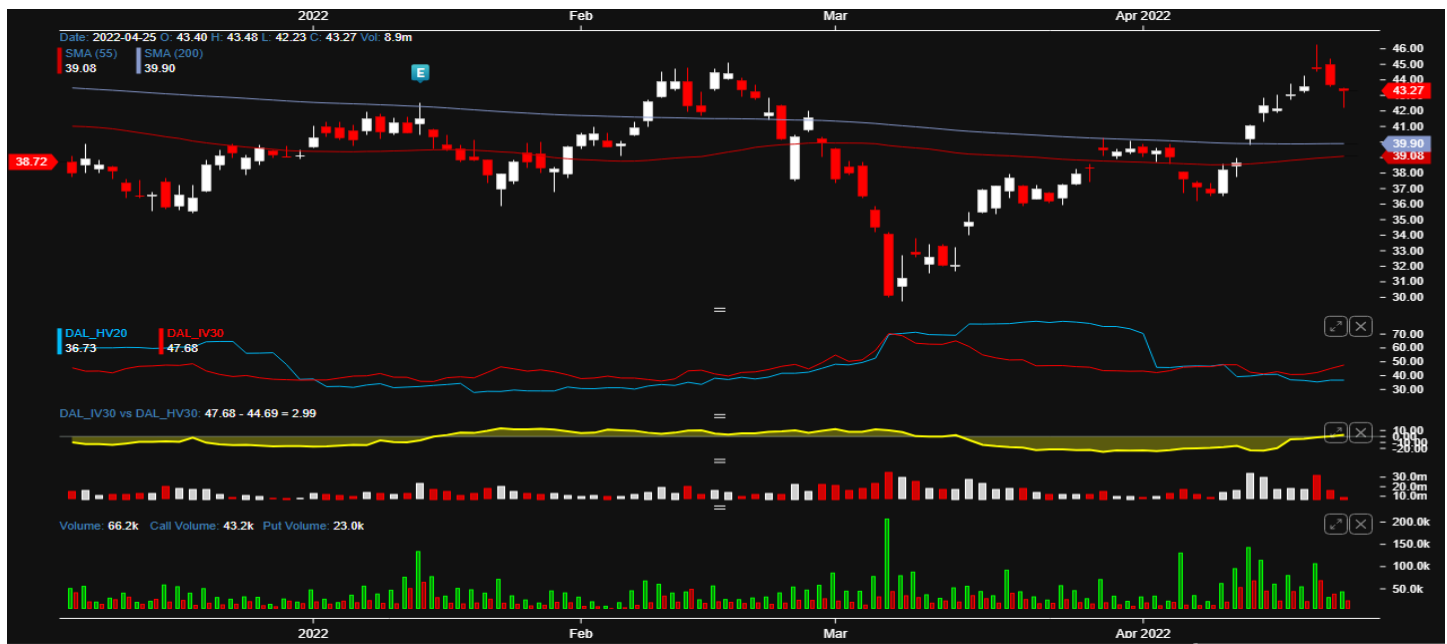 2022 Feb Mar Apr 2022
Date: 2022-04-25 O: 43.40 H: 43.48 L: 42.23 C: 43.27 Vol: 8.9m
SMA (55) SMA (200)
39.08 39.90
E
46.00
45.00
44.00
43.27
42.00
41.00
39.90
39.08
38.72
38.00
37.00
36.00
35.00
34.00
33.00
32.00
31.00
30.00
DAL_HV20 DAL_IV30
36.73 47.68
70.00
60.00
50.00
40.00
30.00
DAL_IV30 vs DAL_HV30: 47.68 - 44.69 = 2.99
10.00
0.00
-10.00
-20.00
30.0m
20.0m
10.0m
Volume: 66.2k Call Volume: 43.2k Put Volume: 23.0k
200.0k
150.0k
100.0k
50.0k
2022 Feb Mar Apr 2022